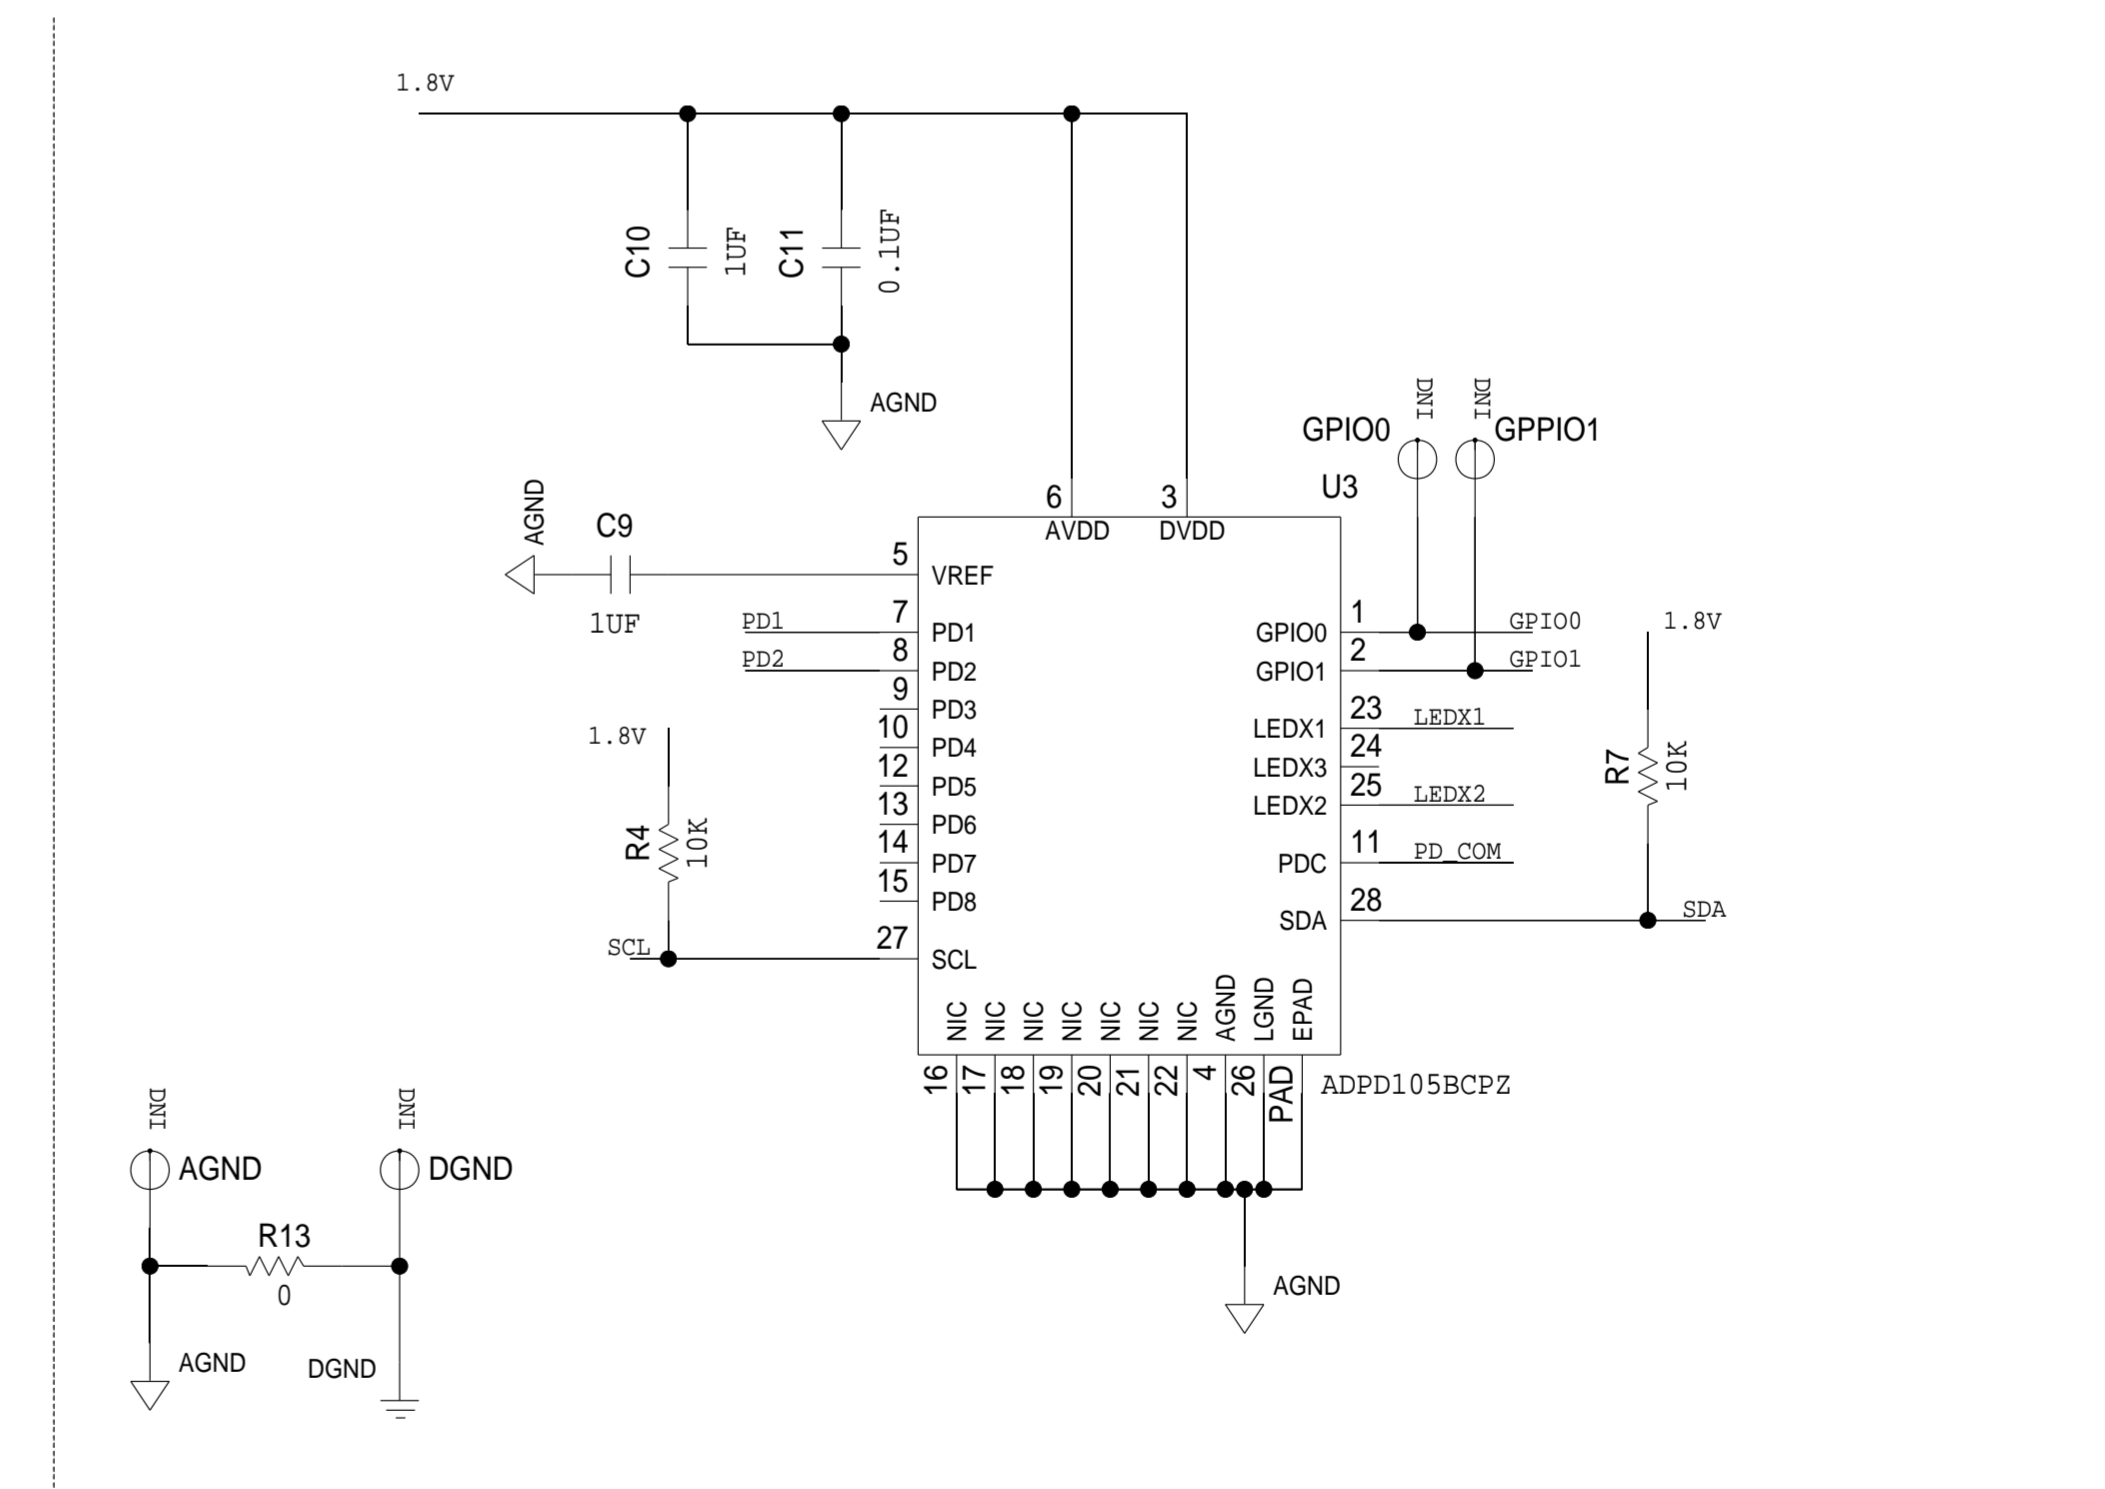 1.8V
C10
1UF
C11
0.1UF
AGND
DNI
DNI
GPIO0
GPPIO1
U3
6
3
AVDD
DVDD
AGND
C9
1UF
5
VREF
7
PD1
PD1
8
PD2
PD2
9
PD3
10
PD4
12
PD5
13
PD6
14
PD7
15
PD8
27
SCL
1.8V
R4
10K
SCL
1
GPIO0
GPIO0
2
GPIO1
GPIO1
23
LEDX1
LEDX1
24
LEDX3
25
LEDX2
LEDX2
11
PDC
PD_COM
28
SDA
SDA
1.8V
R7
10K
NIC
NIC
NIC
NIC
NIC
NIC
NIC
AGND
LGND
EPAD
16
17
18
19
20
21
22
4
26
PAD
ADPD105BCPZ
AGND
DNI
DNI
AGND
DGND
R13
0
AGND
DGND